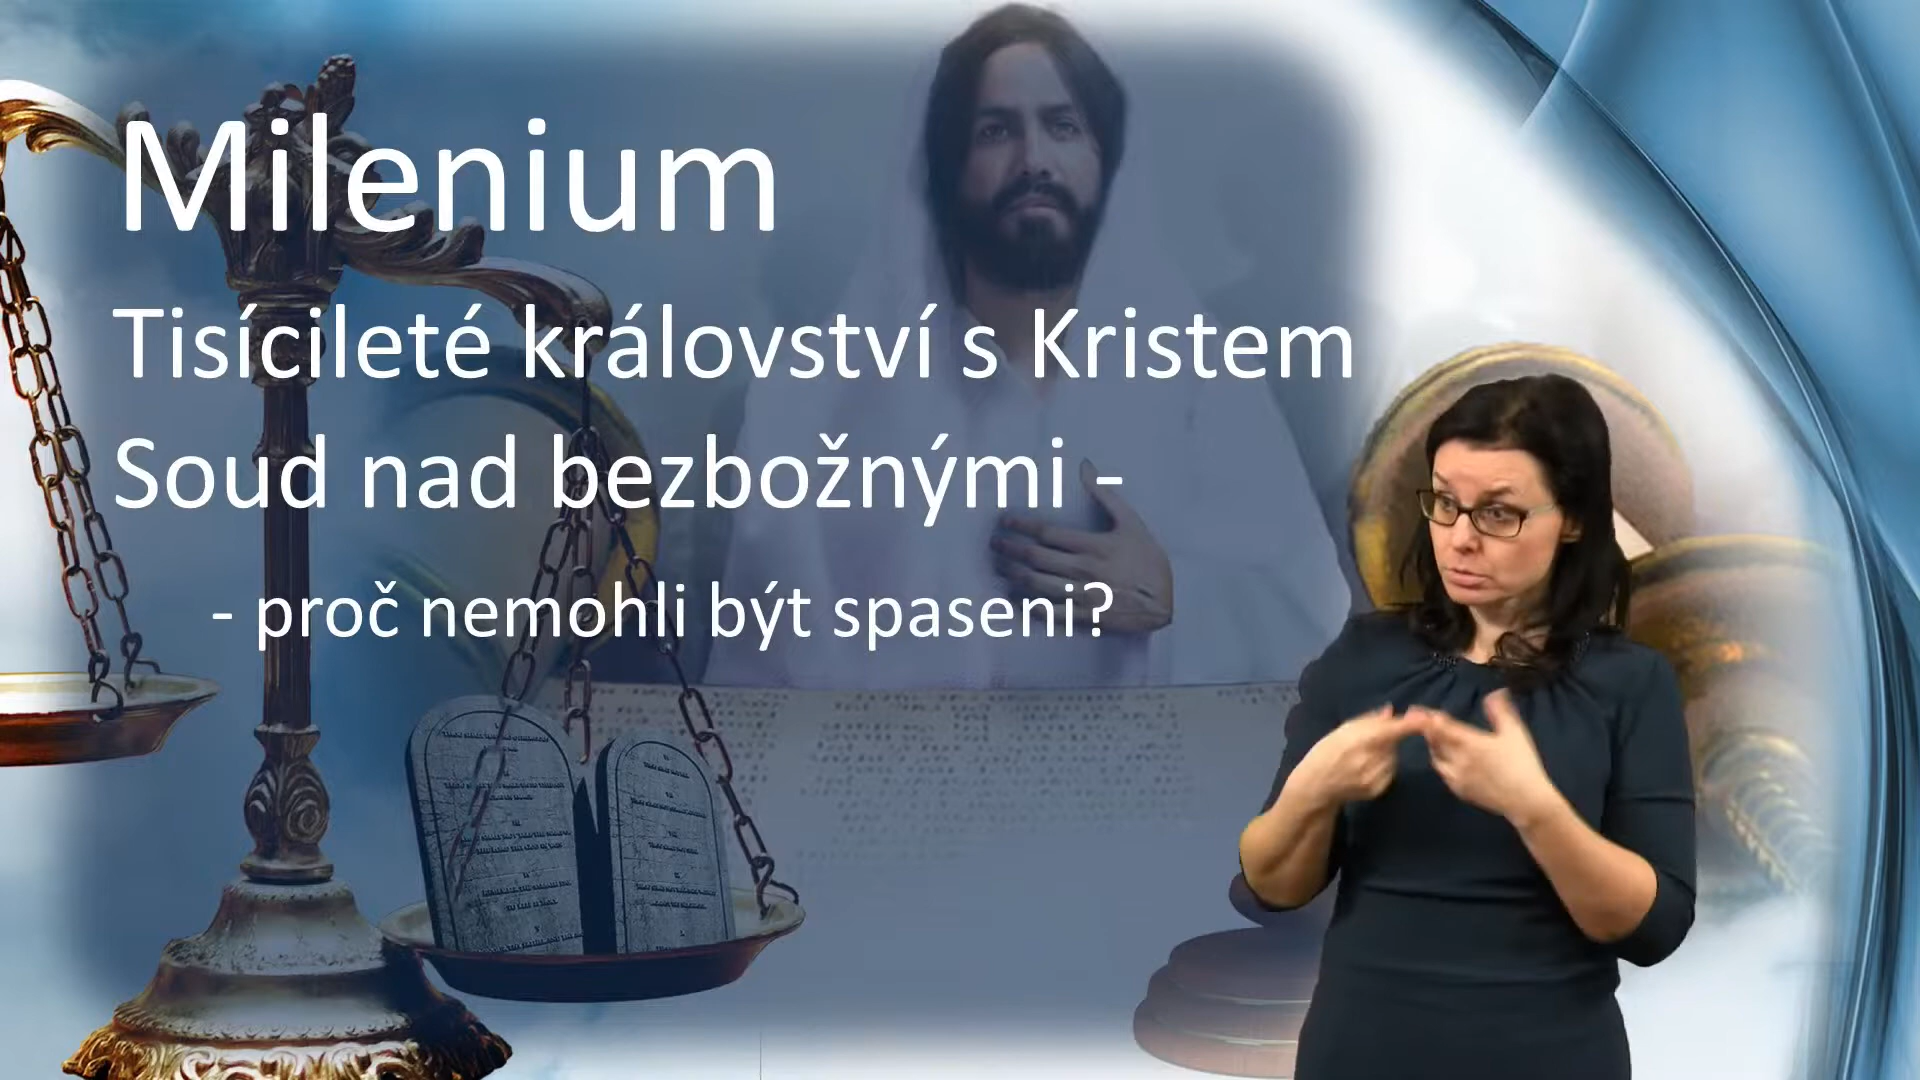 Milenium
Tisícileté království s Kristem
Soud nad bezbožnými -
- proč nemohli být spaseni?